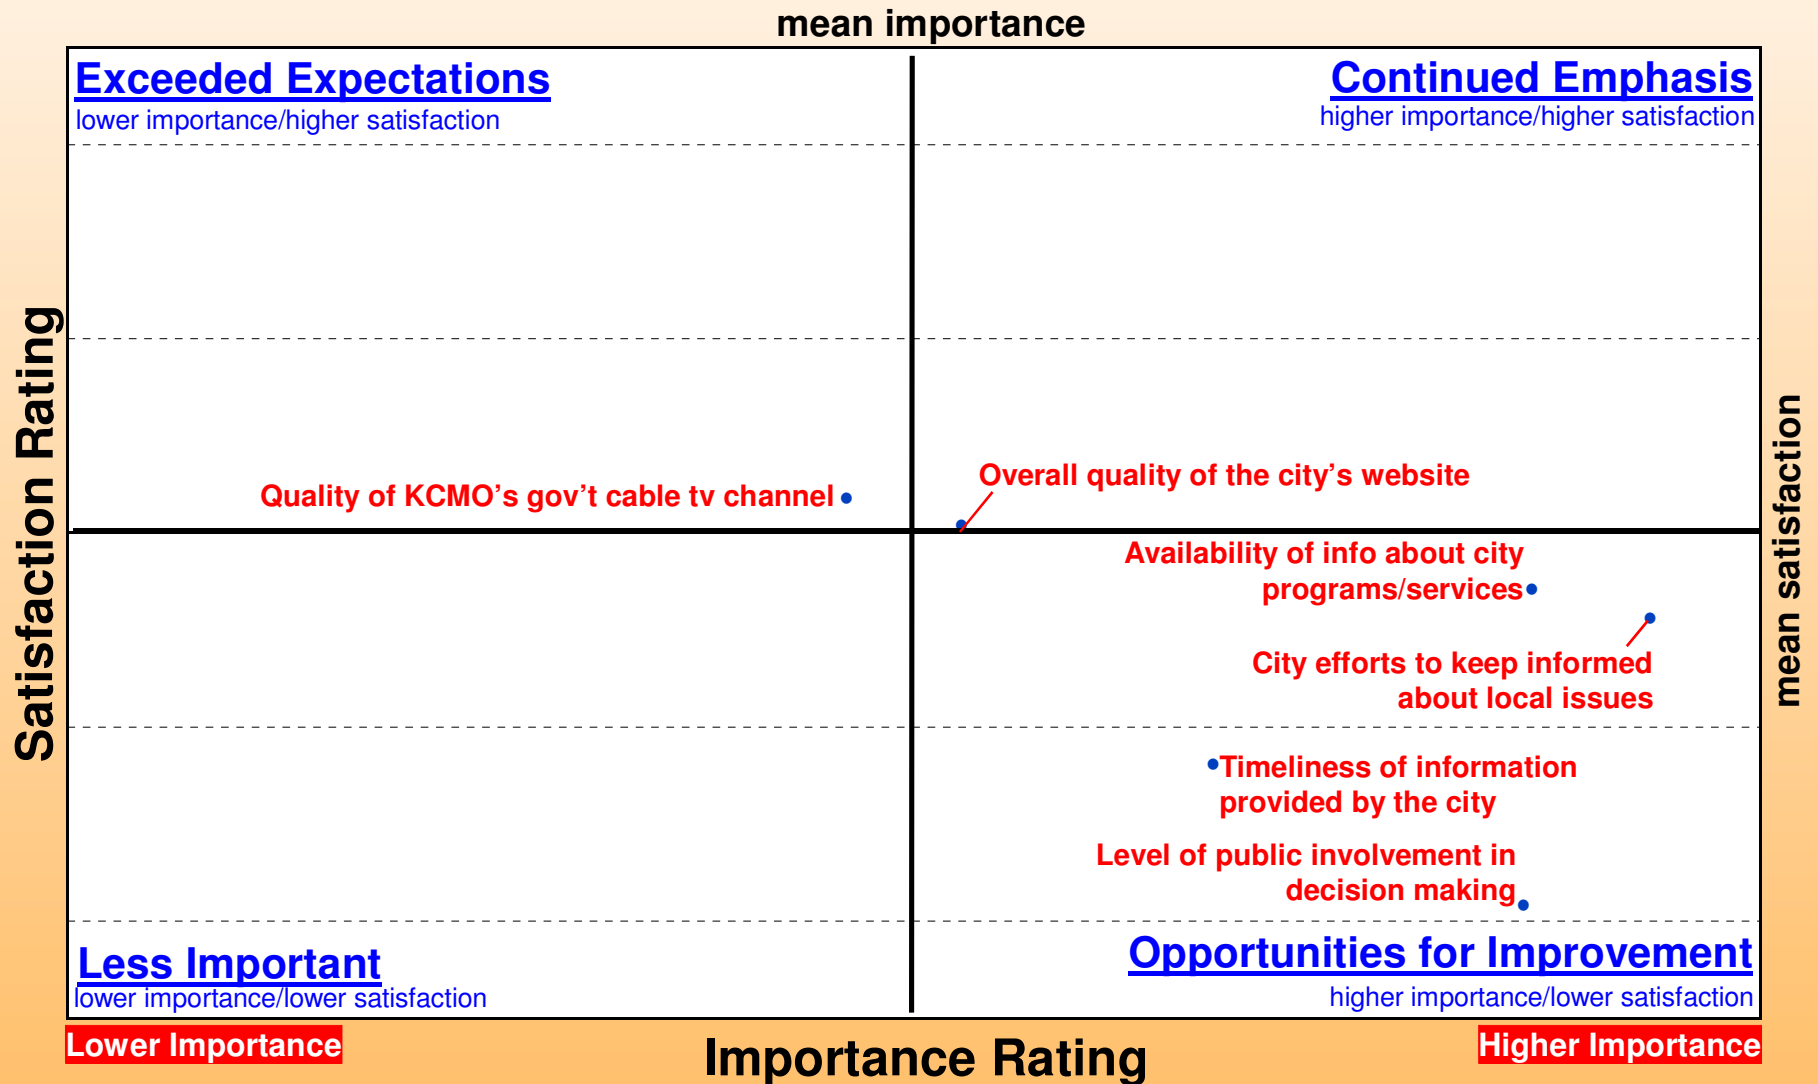 mean importance
Exceeded Expectations
lower importance/higher satisfaction
Continued Emphasis
higher importance/higher satisfaction
Satisfaction Rating
mean satisfaction
Quality of KCMO’s gov’t cable tv channel
Overall quality of the city’s website
Availability of info about city
programs/services
City efforts to keep informed
about local issues
Timeliness of information
provided by the city
Level of public involvement in
decision making
Less Important
lower importance/lower satisfaction
Opportunities for Improvement
higher importance/lower satisfaction
Lower Importance
Importance Rating
Higher Importance